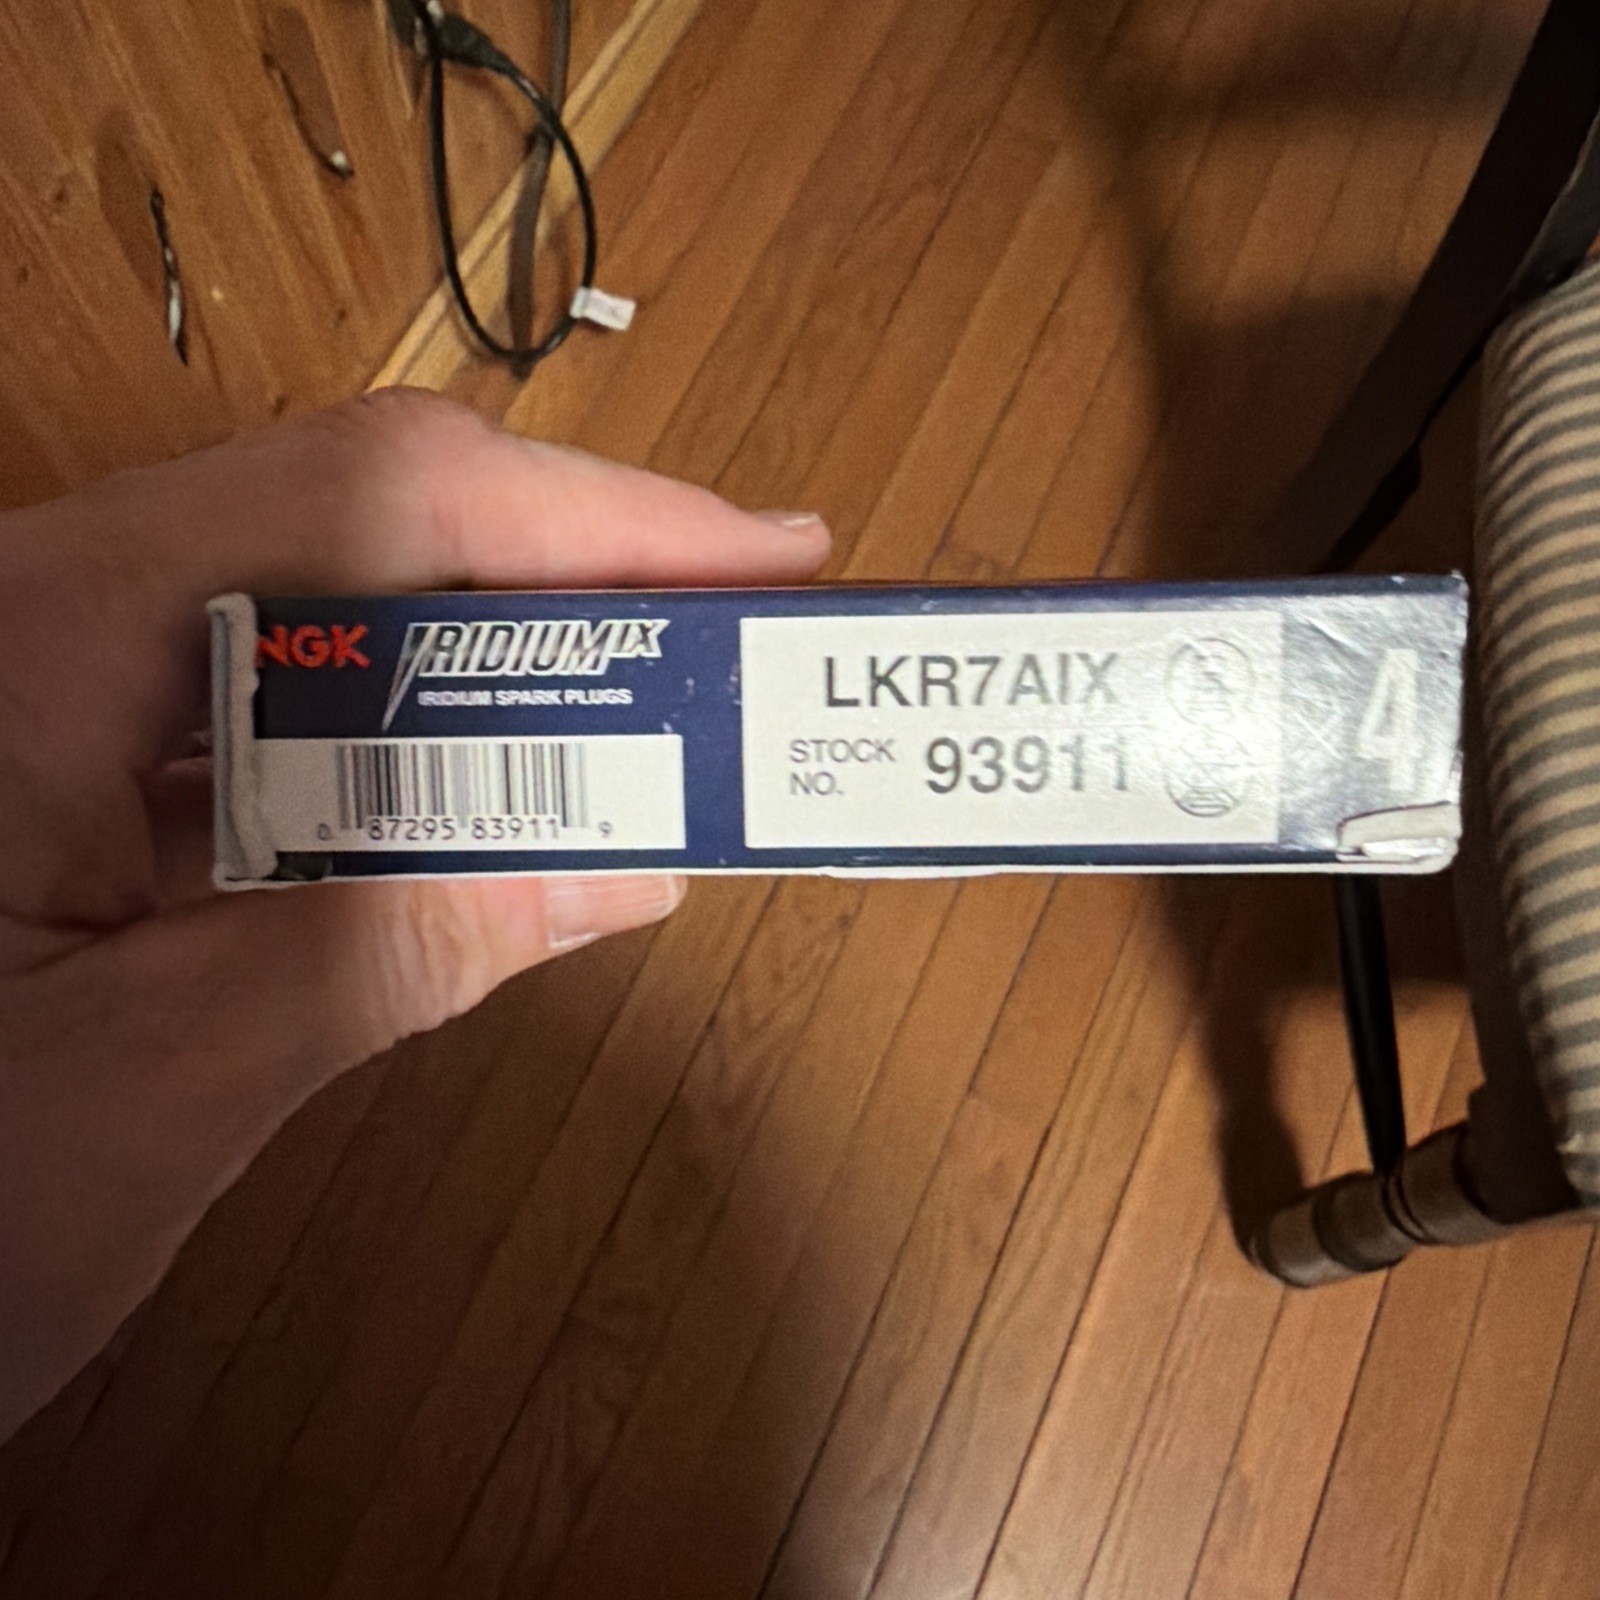 NGK IRIDIUM IX
IRIDIUM SPARK PLUGS
0 87295 83911 9
LKR7AIX
STOCK NO. 93911
4